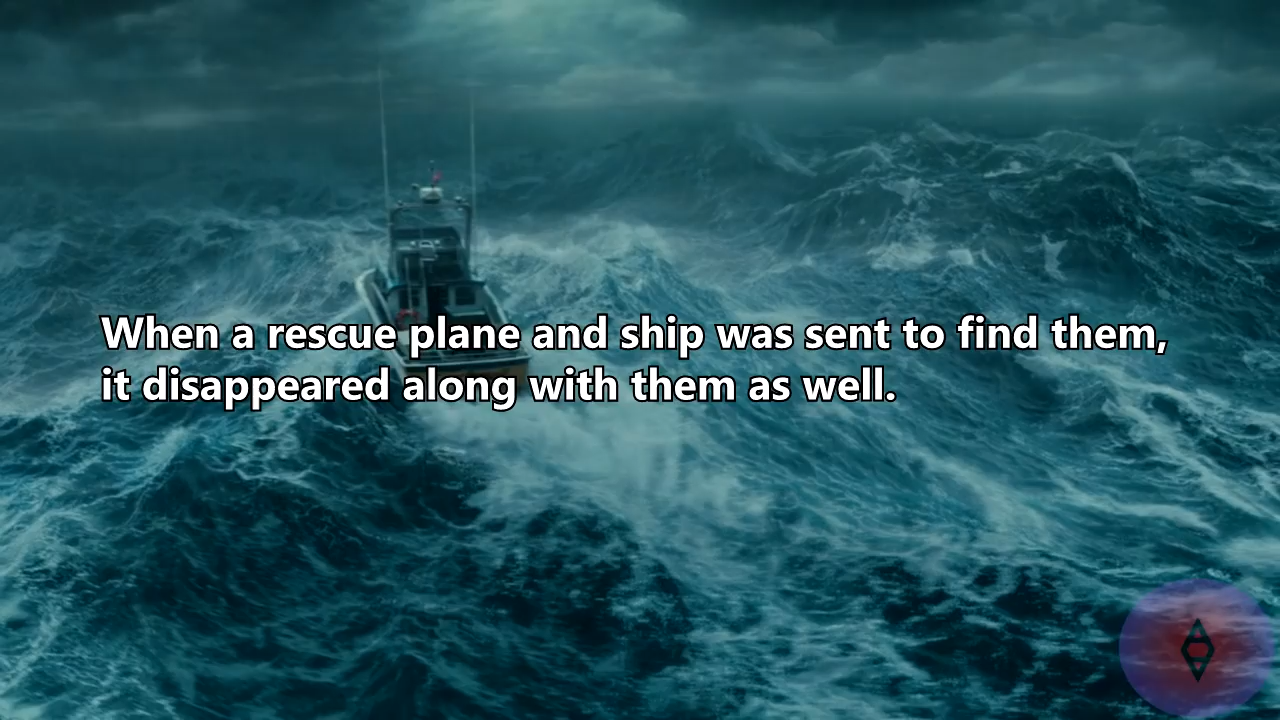 When a rescue plane and ship was sent to find them,
it disappeared along with them as well.